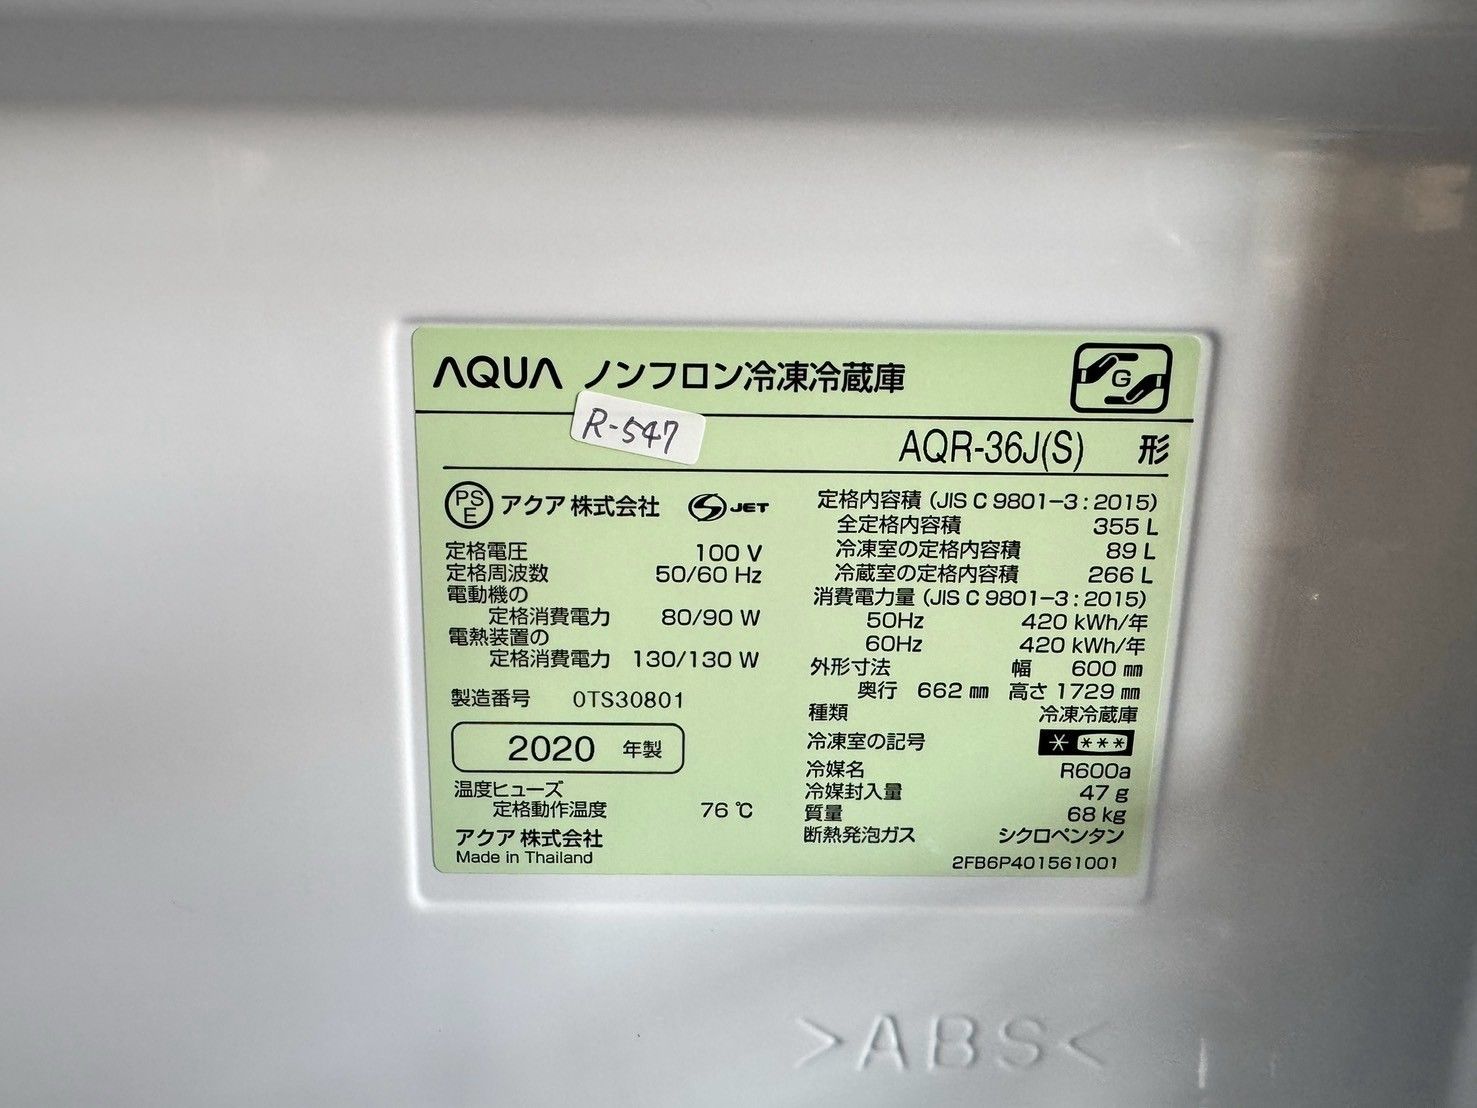 AQUA ノンフロン冷凍冷蔵庫
G
R-547
AQR-36J(S) 形
PSE アクア株式会社 S JET
定格電圧 100 V
定格周波数 50/60 Hz
電動機の
定格消費電力 80/90 W
電熱装置の
定格消費電力 130/130 W
製造番号 0TS30801
2020 年製
温度ヒューズ
定格動作温度 76 ℃
アクア株式会社
Made in Thailand
定格内容積 (JIS C 9801-3:2015)
全定格内容積 355 L
冷凍室の定格内容積 89 L
冷蔵室の定格内容積 266 L
消費電力量 (JIS C 9801-3:2015)
50Hz 420 kWh/年
60Hz 420 kWh/年
外形寸法 幅 600 mm
奥行 662 mm 高さ 1729 mm
種類 冷凍冷蔵庫
冷凍室の記号 * ***
冷媒名 R600a
冷媒封入量 47 g
質量 68 kg
断熱発泡ガス シクロペンタン
2FB6P401561001
>ABS<